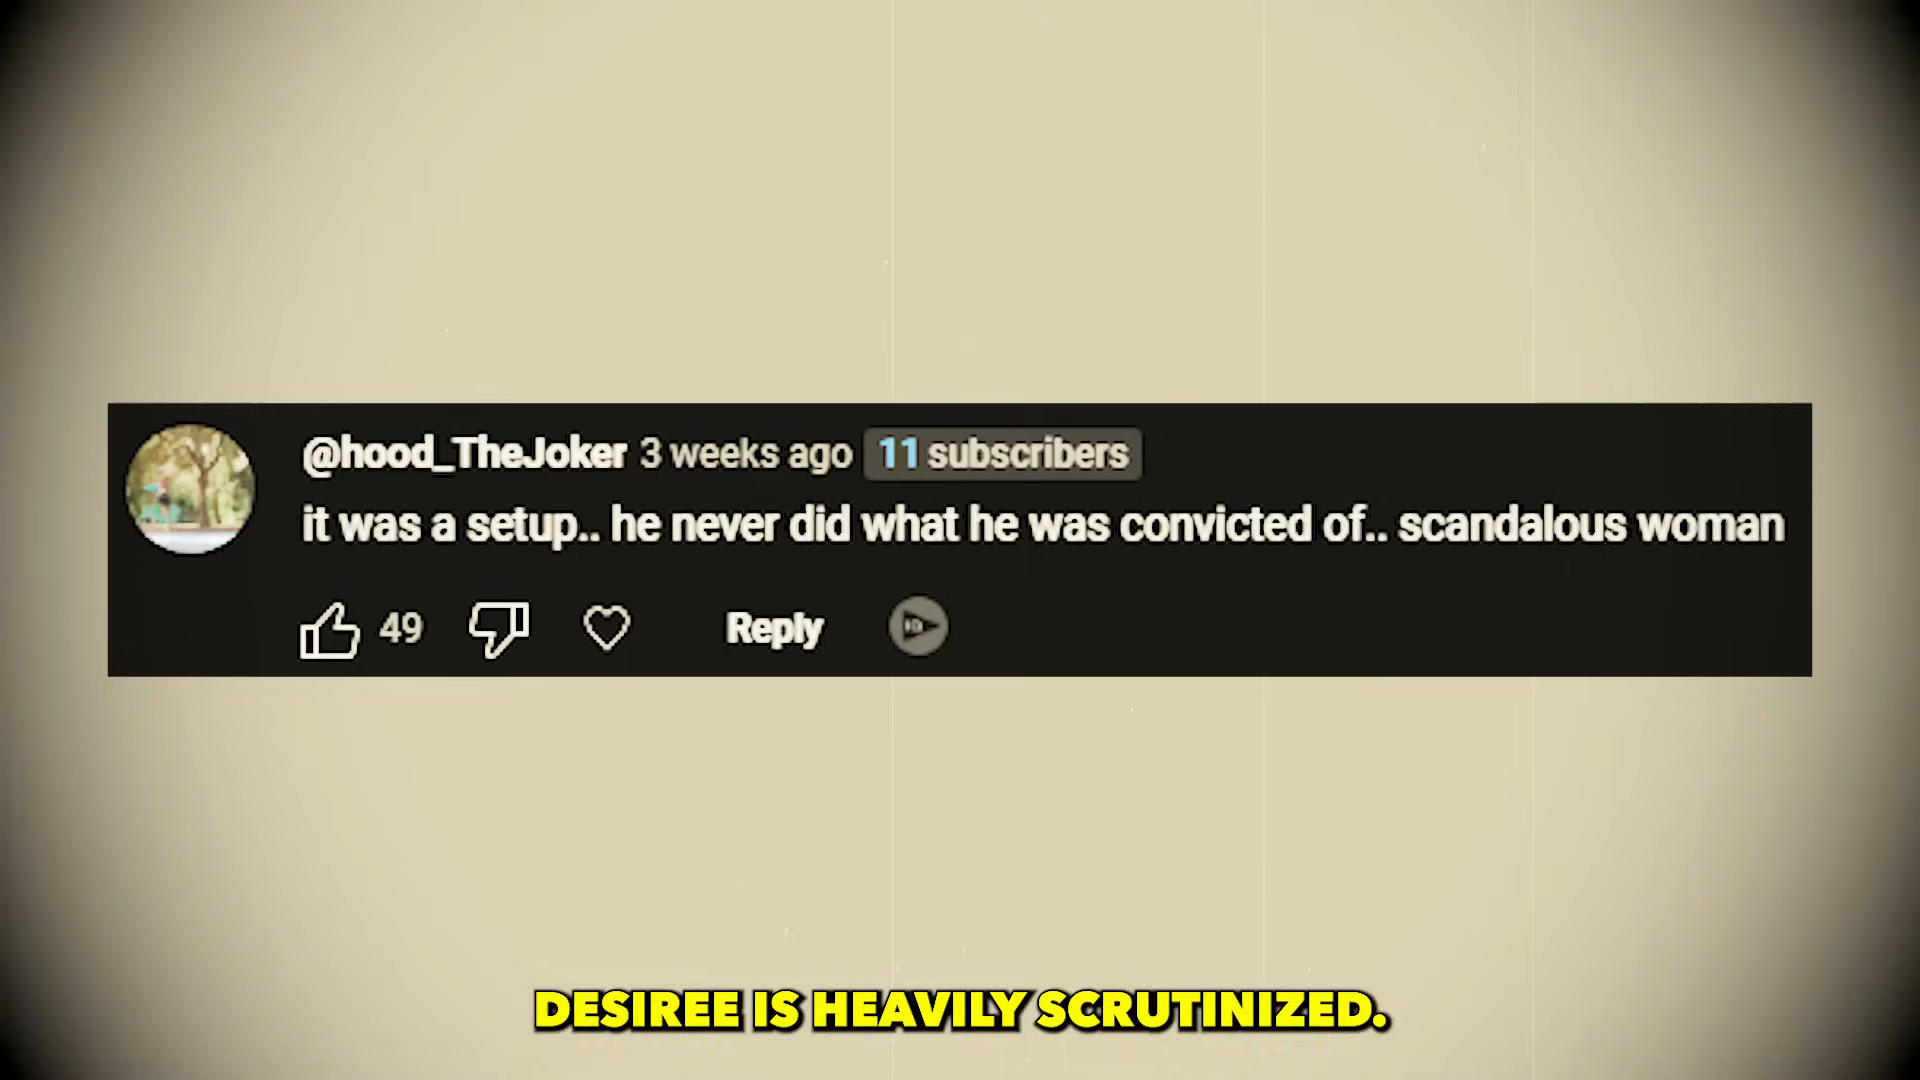 @hood_TheJoker 3 weeks ago 11 subscribers
it was a setup.. he never did what he was convicted of.. scandalous woman
49 Reply
DESIREE IS HEAVILY SCRUTINIZED.